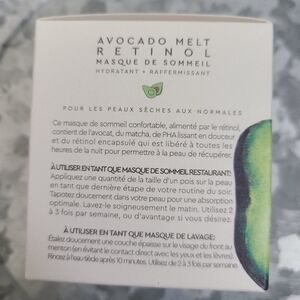 AVOCADO MELT
RETINOL
MASQUE DE SOMMEIL
HYDRATANT + RAFFERMISSANT
POUR LES PEAUX SÈCHES AUX NORMALES
Ce masque de sommeil confortable, alimenté par le rétinol,
contient de l'avocat, du matcha, de PHA lissant en douceur
et du rétinol encapsulé qui est libéré à toutes les
heures de la nuit pour permettre à la peau de récupérer.
À UTILISER EN TANT QUE MASQUE DE SOMMEIL RESTAURANT:
Appliquez une quantité de la taille d'un pois sur la peau
en tant que dernière étape de votre routine du soir.
Tapotez doucement dans votre peau pour une absorption
optimale. Lavez-le soigneusement le matin. Utilisez 2
à 3 fois par semaine, ou d'avantage si vous désirez.
À UTILISER EN TANT QUE MASQUE DE LAVAGE:
Étalez doucement une couche épaisse sur le visage du front au
menton (en évitant le contact direct avec les yeux et les lèvres).
Rincez à l'eau tiède après 10 minutes. Utilisez de 2 à 3 fois par semaine.